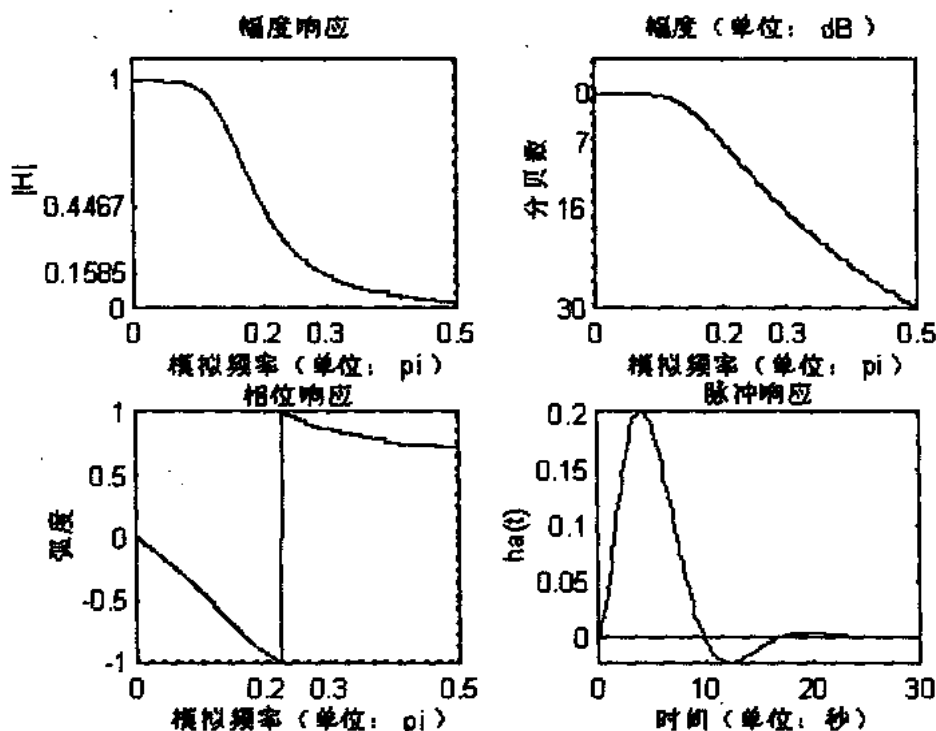 幅度响应
1
0.4467
0.1585
0
|H|
0 0.2 0.3 0.5
模拟频率(单位: pi)
幅度(单位: dB)
0
7
16
30
分贝数
0 0.2 0.3 0.5
模拟频率(单位: pi)
相位响应
1
0.5
0
-0.5
-1
弧度
0 0.2 0.3 0.5
模拟频率(单位: pi)
脉冲响应
0.2
0.15
0.1
0.05
0
ha(t)
0 10 20 30
时间(单位: 秒)